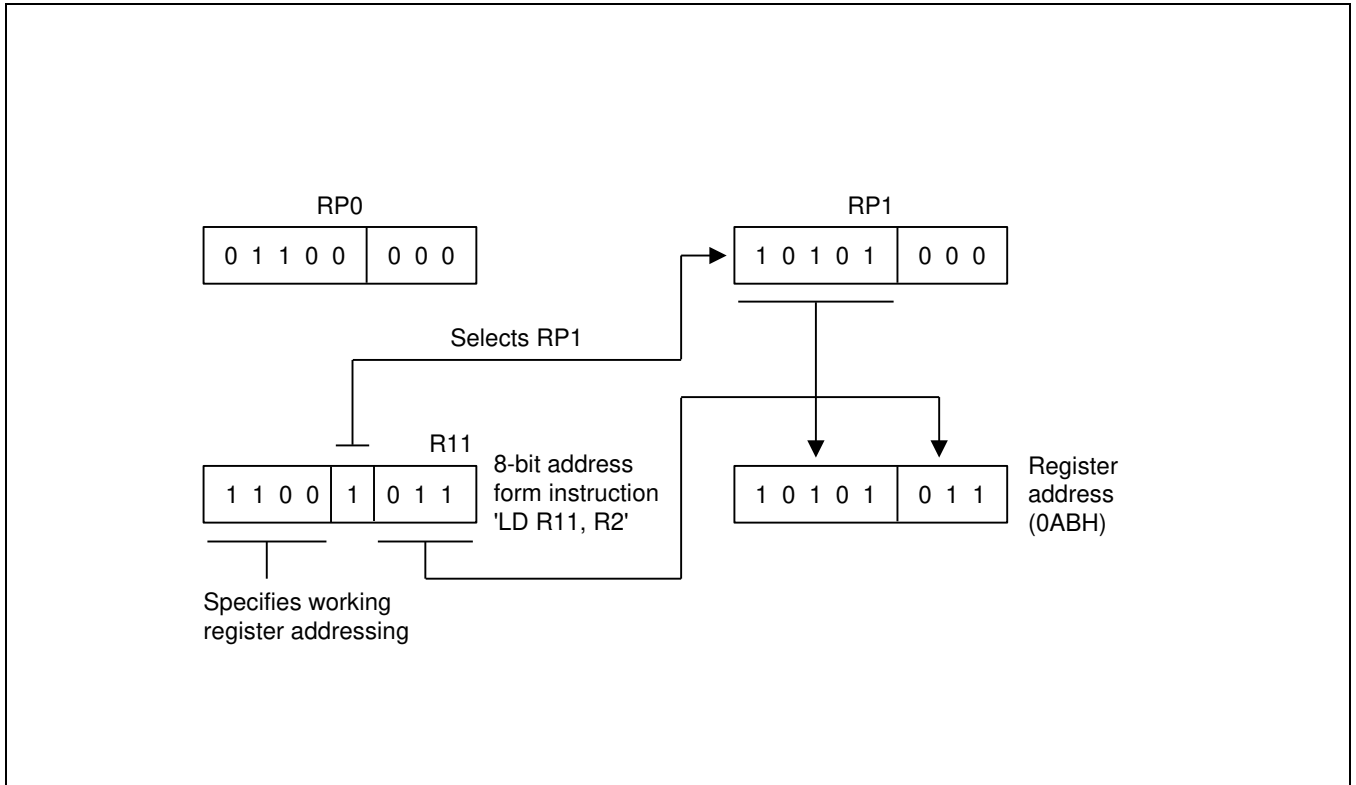 RP0
RP1
0 1 1 0 0 0 0 0
1 0 1 0 1 0 0 0
Selects RP1
R11
1 1 0 0 1 0 1 1
8-bit address
form instruction
'LD R11, R2'
1 0 1 0 1 0 1 1
Register
address
(0ABH)
Specifies working
register addressing